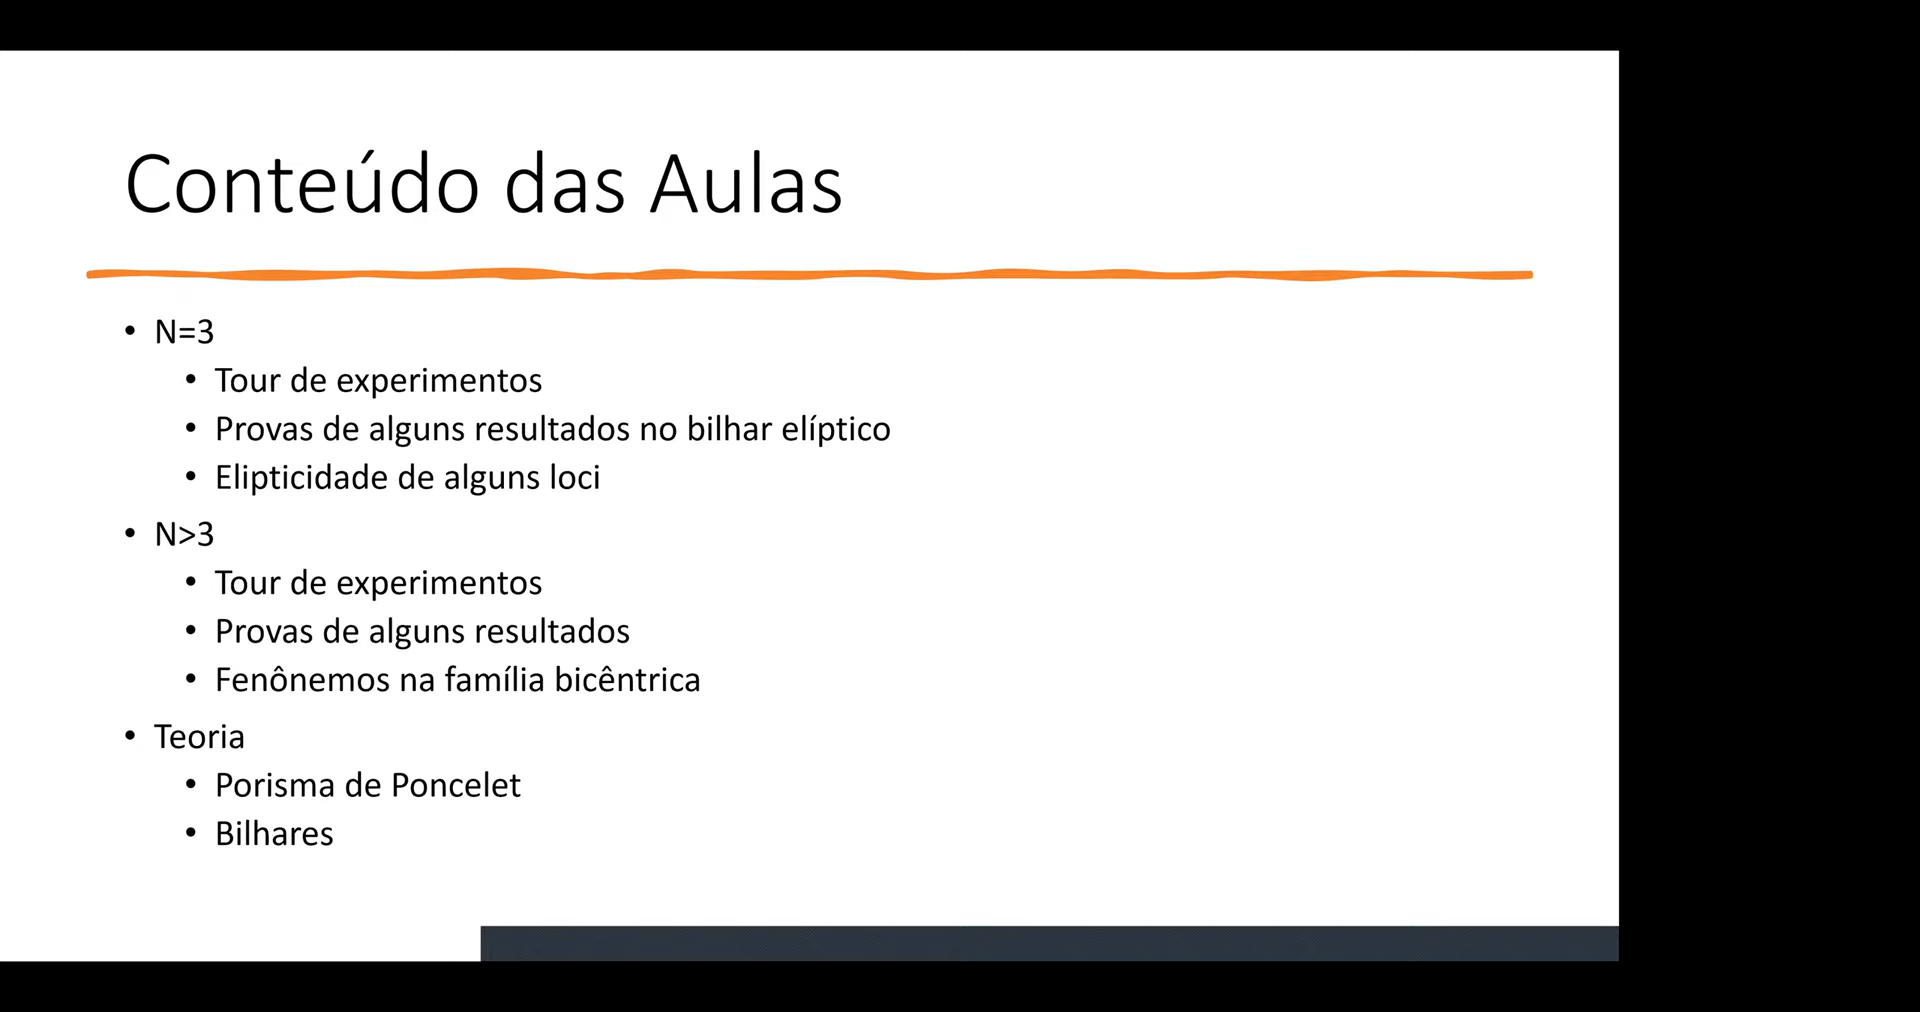 Conteúdo das Aulas
• N=3
• Tour de experimentos
• Provas de alguns resultados no bilhar elíptico
• Elipticidade de alguns loci
• N>3
• Tour de experimentos
• Provas de alguns resultados
• Fenônemos na família bicêntrica
• Teoria
• Porisma de Poncelet
• Bilhares